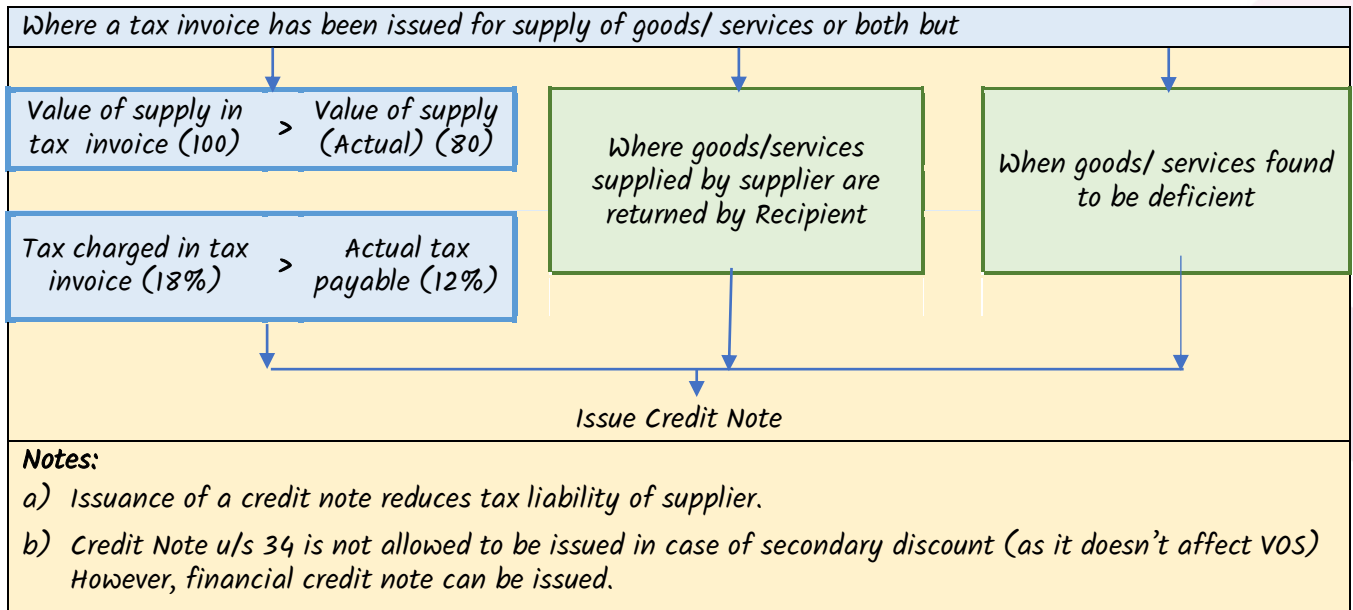 Where a tax invoice has been issued for supply of goods/ services or both but
Value of supply in
tax invoice (100)
>
Value of supply
(Actual) (80)
Tax charged in tax
invoice (18%)
>
Actual tax
payable (12%)
Where goods/services
supplied by supplier are
returned by Recipient
When goods/ services found
to be deficient
Issue Credit Note
Notes:
a) Issuance of a credit note reduces tax liability of supplier.
b) Credit Note u/s 34 is not allowed to be issued in case of secondary discount (as it doesn't affect VOS)
However, financial credit note can be issued.